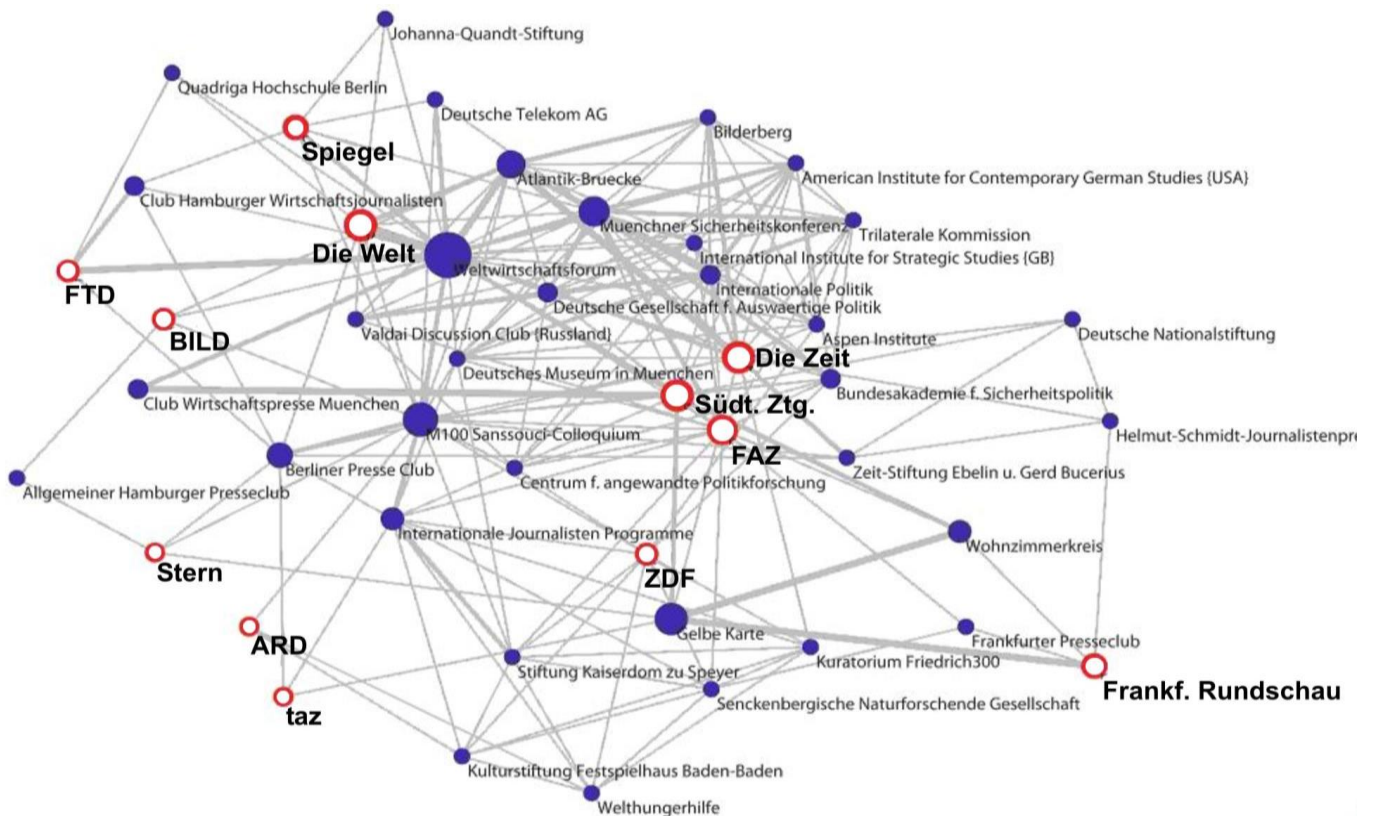 Johanna-Quandt-Stiftung
Quadriga Hochschule Berlin
Deutsche Telekom AG
Bilderberg
Spiegel
Atlantik-Bruecke
American Institute for Contemporary German Studies {USA}
Club Hamburger Wirtschaftsjournalisten
Muenchner Sicherheitskonferenz
Trilaterale Kommission
Die Welt
International Institute for Strategic Studies {GB}
Weltwirtschaftsforum
FTD
Internationale Politik
Deutsche Gesellschaft f. Auswaertige Politik
BILD
Valdai Discussion Club {Russland}
Aspen Institute
Deutsche Nationalstiftung
Die Zeit
Deutsches Museum in Muenchen
Bundesakademie f. Sicherheitspolitik
Club Wirtschaftspresse Muenchen
Südt. Ztg.
M100 Sanssouci-Colloquium
Helmut-Schmidt-Journalistenpre
FAZ
Berliner Presse Club
Zeit-Stiftung Ebelin u. Gerd Bucerius
Centrum f. angewandte Politikforschung
Allgemeiner Hamburger Presseclub
Internationale Journalisten Programme
Wohnzimmerkreis
Stern
ZDF
Gelbe Karte
Frankfurter Presseclub
ARD
Kuratorium Friedrich300
Stiftung Kaiserdom zu Speyer
Frankf. Rundschau
Senckenbergische Naturforschende Gesellschaft
taz
Kulturstiftung Festspielhaus Baden-Baden
Welthungerhilfe